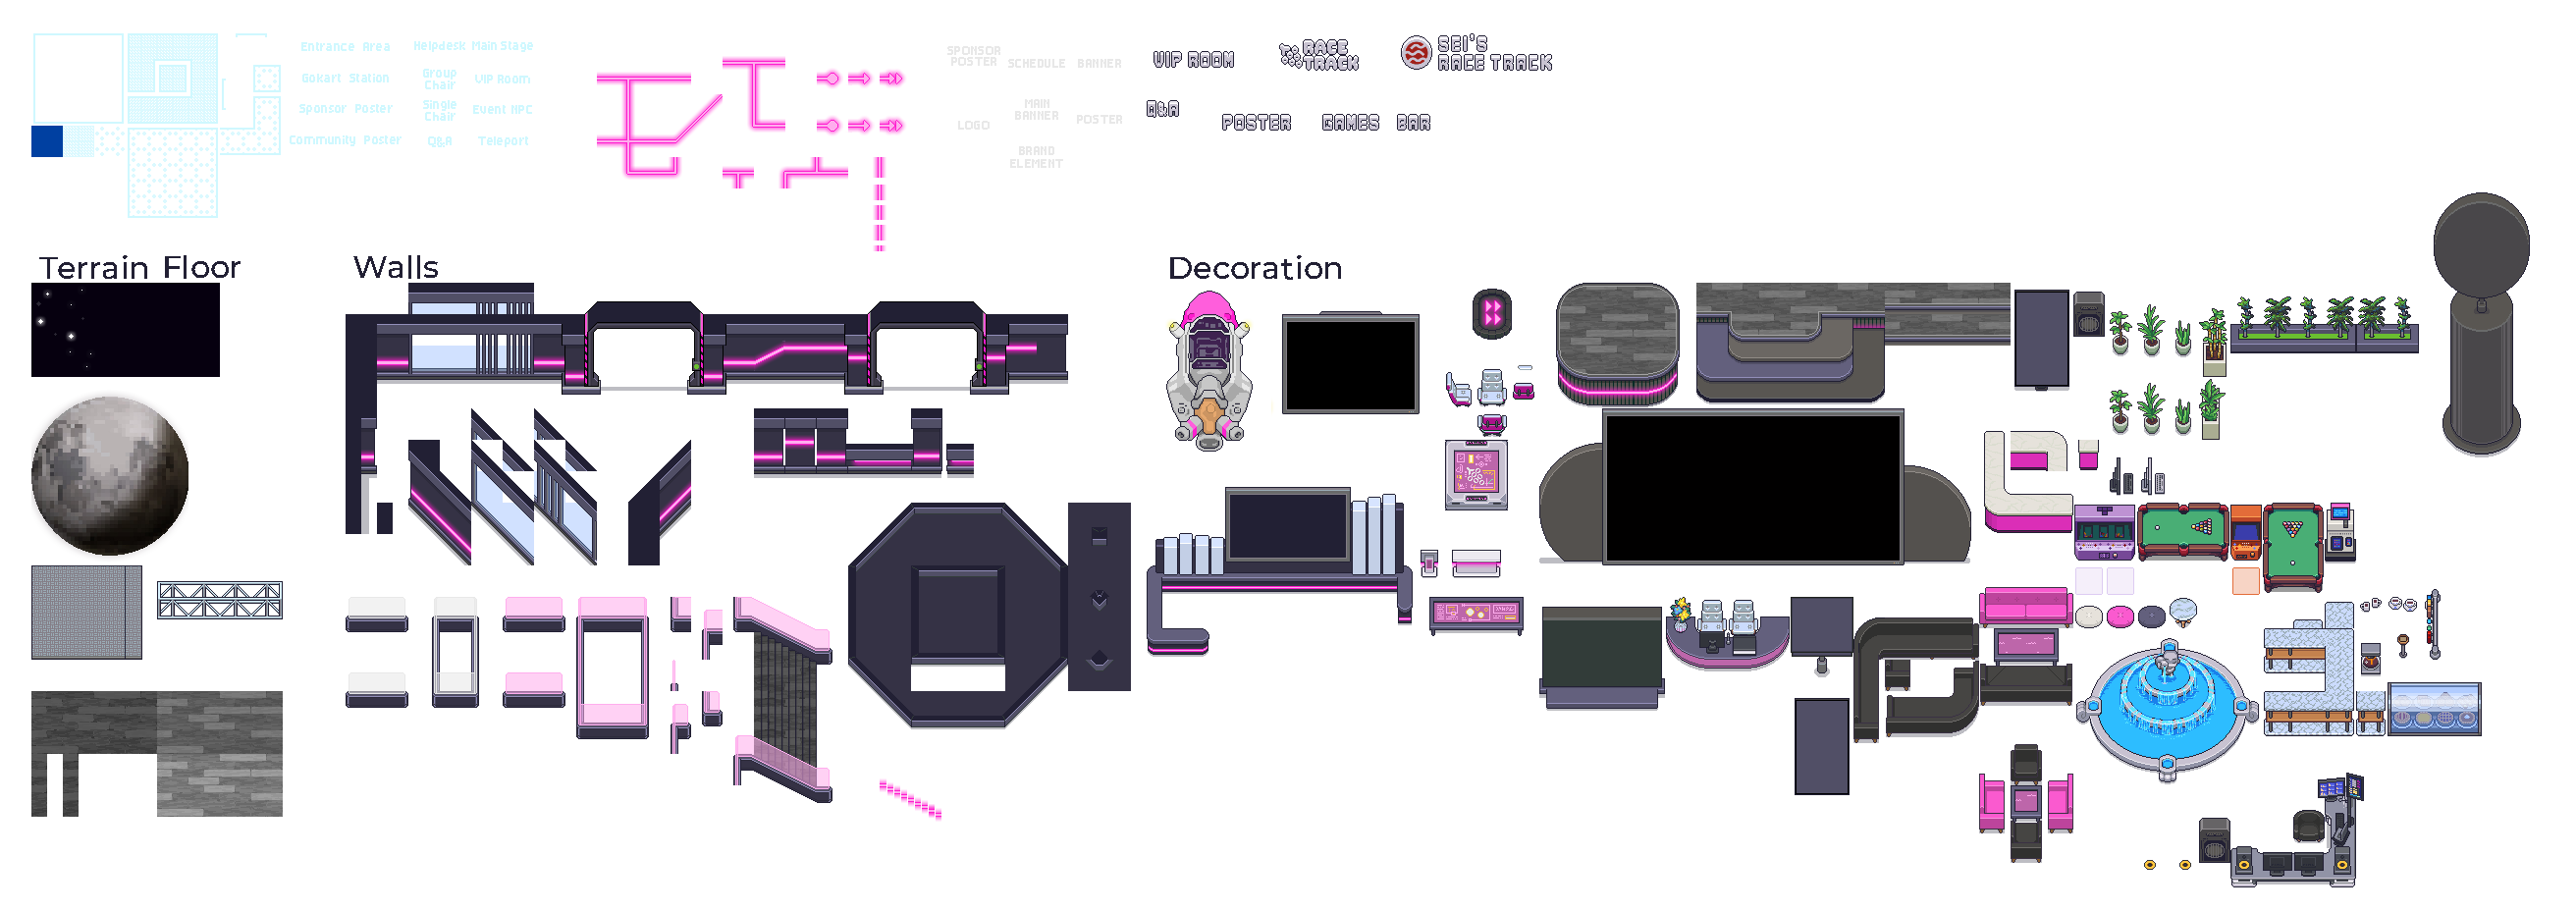 Entrance Area
Helpdesk
Main Stage
Gokart Station
Group
Chair
VIP Room
Sponsor Poster
Single
Chair
Event NPC
Community Poster
Q&A
Teleport
SPONSOR
POSTER
SCHEDULE
BANNER
MAIN
BANNER
LOGO
POSTER
BRAND
ELEMENT
VIP ROOM
RACE
TRACK
SEI'S
RACE TRACK
Q&A
POSTER
GAMES
BAR
Terrain Floor
Walls
Decoration